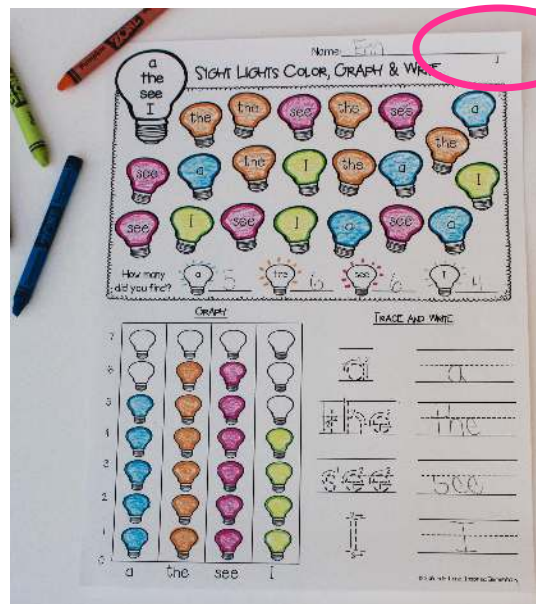 Name: Erin
1
a
the
see
I
SIGHT LIGHTS COLOR, GRAPH & WRITE
the the see the see a
the
see a the I the a I
see I see I a see a
How many
did you find?
a 5 the 6 see 6 I 4
GRAPH
TRACE AND WRITE
7
6
5
4
3
2
1
0
a the see I
a a
the the
see see
I I